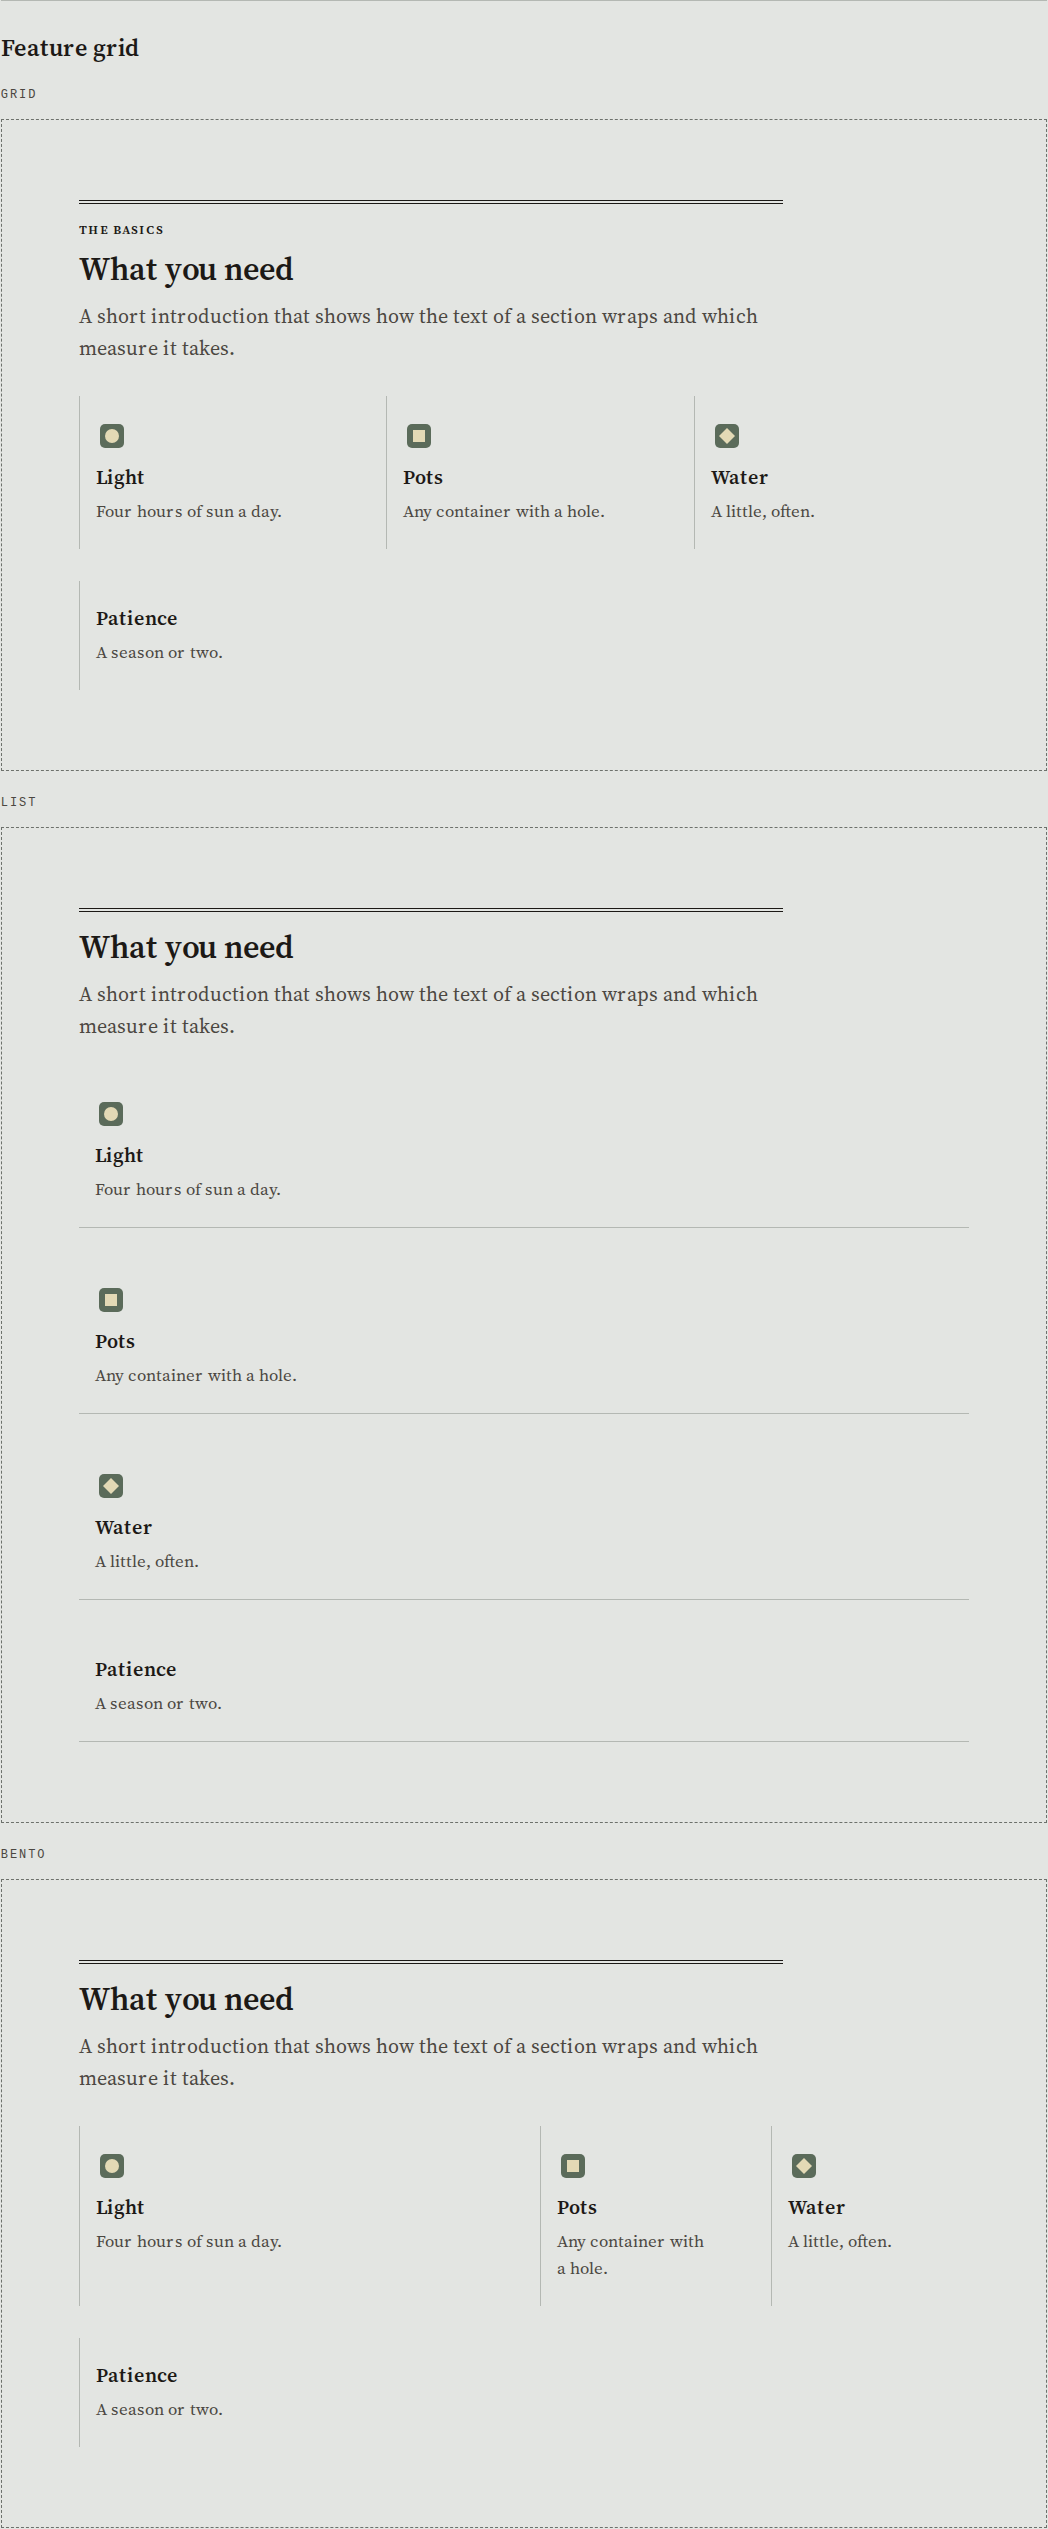 Feature grid
GRID
THE BASICS
What you need
A short introduction that shows how the text of a section wraps and which
measure it takes.
Light
Four hours of sun a day.
Pots
Any container with a hole.
Water
A little, often.
Patience
A season or two.
LIST
What you need
A short introduction that shows how the text of a section wraps and which
measure it takes.
Light
Four hours of sun a day.
Pots
Any container with a hole.
Water
A little, often.
Patience
A season or two.
BENTO
What you need
A short introduction that shows how the text of a section wraps and which
measure it takes.
Light
Four hours of sun a day.
Pots
Any container with
a hole.
Water
A little, often.
Patience
A season or two.